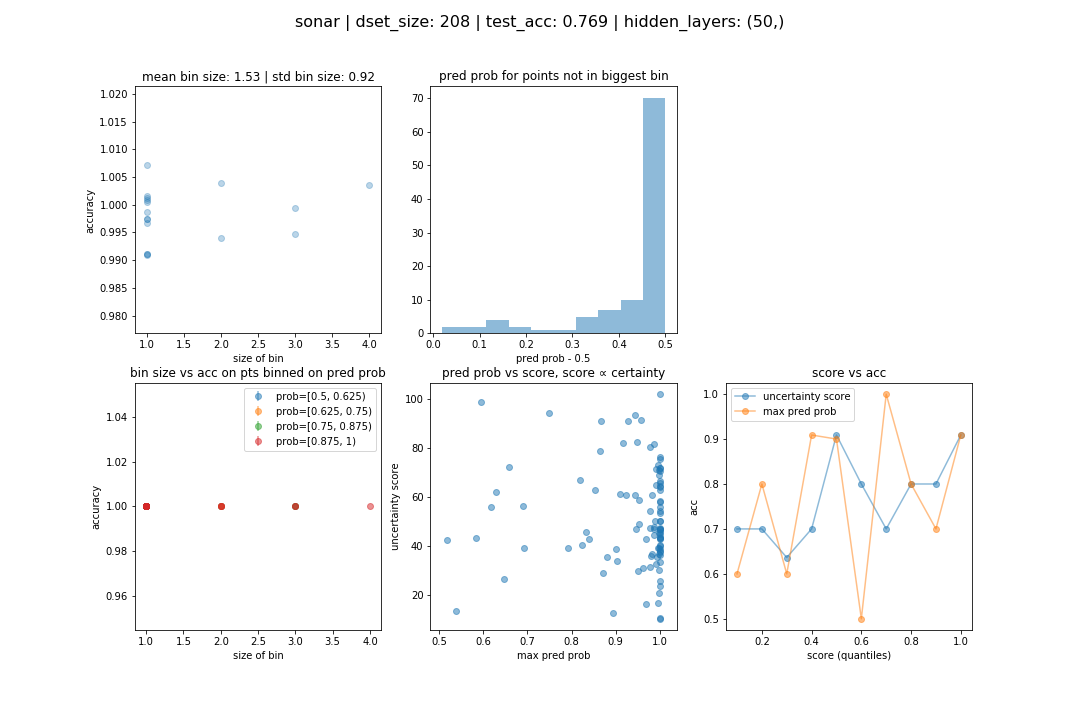 sonar | dset_size: 208 | test_acc: 0.769 | hidden_layers: (50,)
mean bin size: 1.53 | std bin size: 0.92
1.020
1.015
1.010
1.005
1.000
0.995
0.990
0.985
0.980
accuracy
1.0 1.5 2.0 2.5 3.0 3.5 4.0
size of bin
pred prob for points not in biggest bin
70
60
50
40
30
20
10
0
0.0 0.1 0.2 0.3 0.4 0.5
pred prob - 0.5
bin size vs acc on pts binned on pred prob
prob=[0.5, 0.625)
prob=[0.625, 0.75)
prob=[0.75, 0.875)
prob=[0.875, 1)
1.04
1.02
1.00
0.98
0.96
accuracy
1.0 1.5 2.0 2.5 3.0 3.5 4.0
size of bin
pred prob vs score, score ∝ certainty
100
80
60
40
20
uncertainty score
0.5 0.6 0.7 0.8 0.9 1.0
max pred prob
score vs acc
uncertainty score
max pred prob
1.0
0.9
0.8
0.7
0.6
0.5
acc
0.2 0.4 0.6 0.8 1.0
score (quantiles)